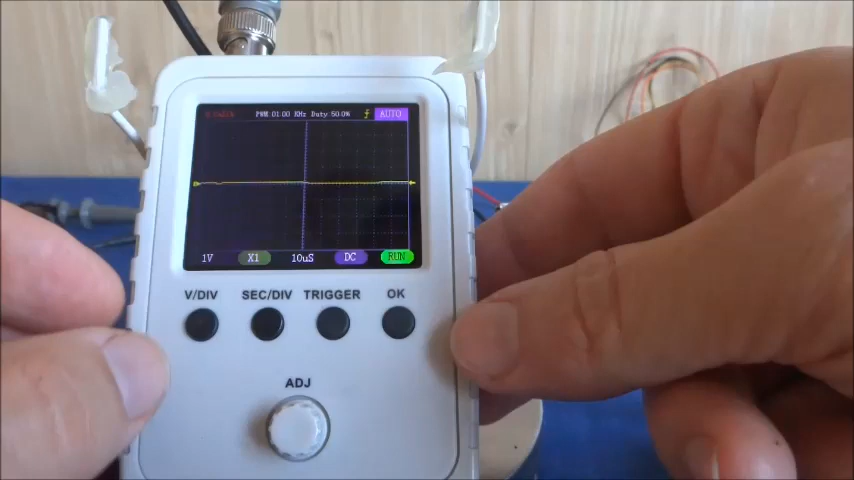 PWM:01.00 KHz Duty 50.0% AUTO
1V X1 10uS DC RUN
V/DIV SEC/DIV TRIGGER OK
ADJ